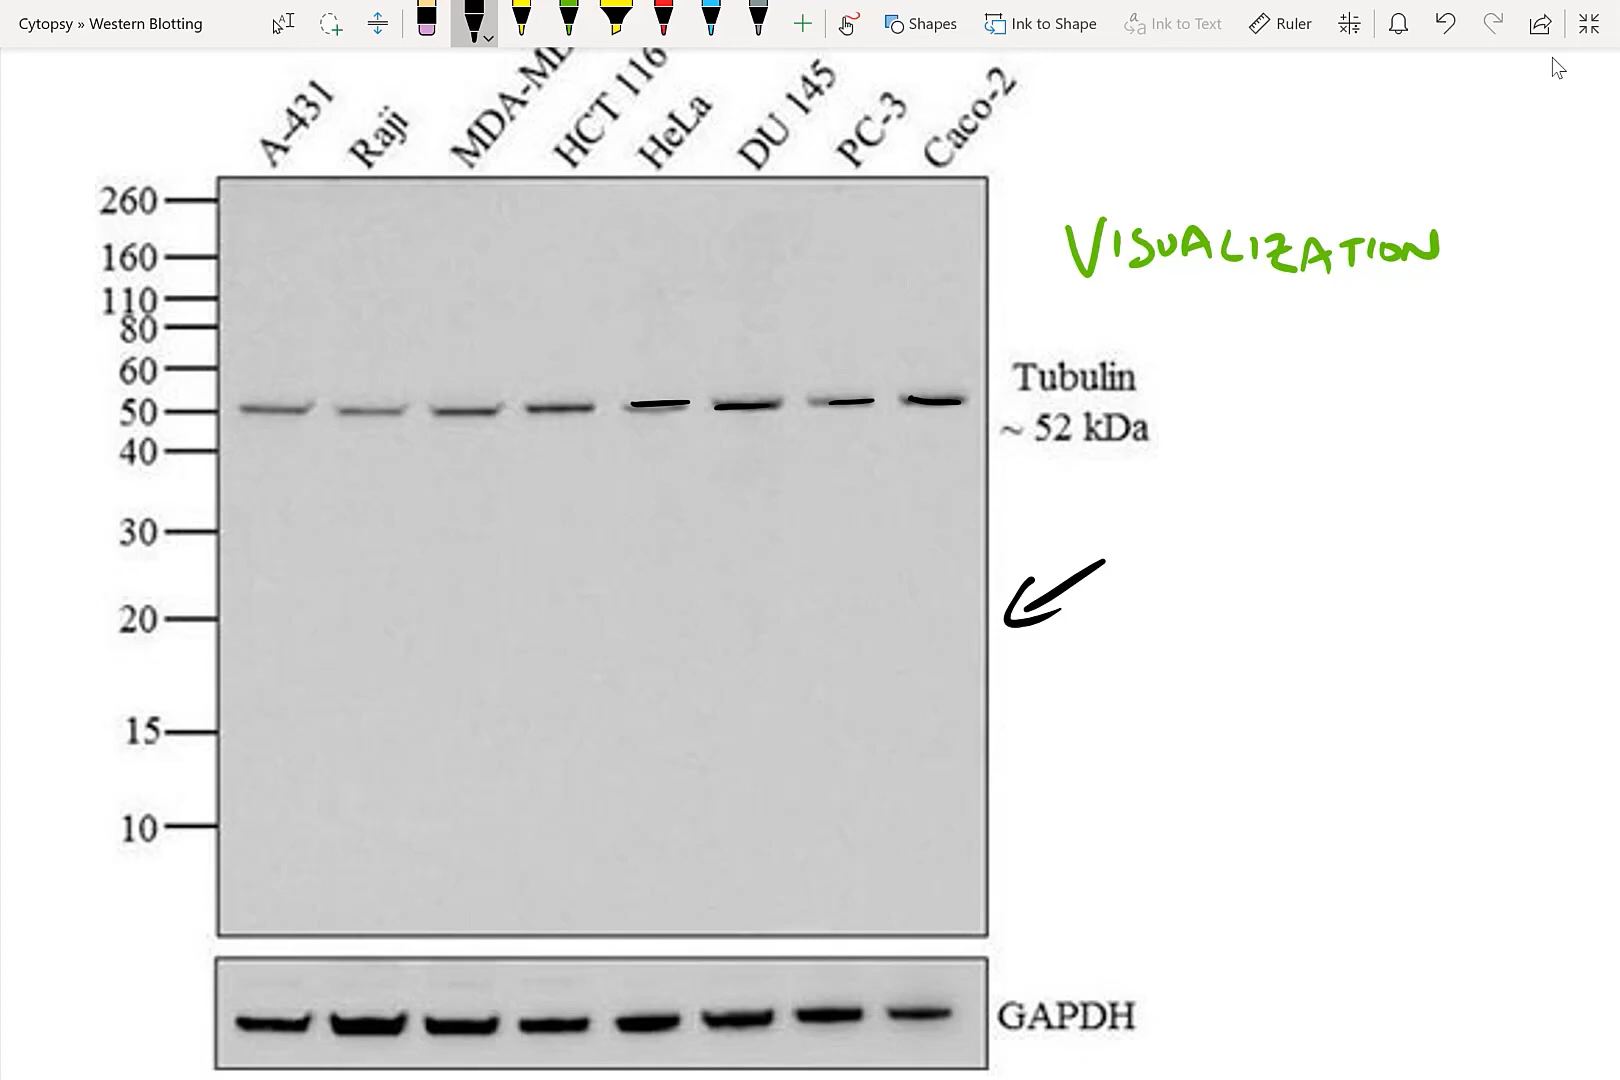 Cytopsy » Western Blotting
Shapes
Ink to Shape
Ink to Text
Ruler
A-431
Raji
HCT 116
HeLa
DU 145
PC-3
Caco-2
260
160
110
80
60
50
40
30
20
15
10
VISUALIZATION
Tubulin
~ 52 kDa
GAPDH